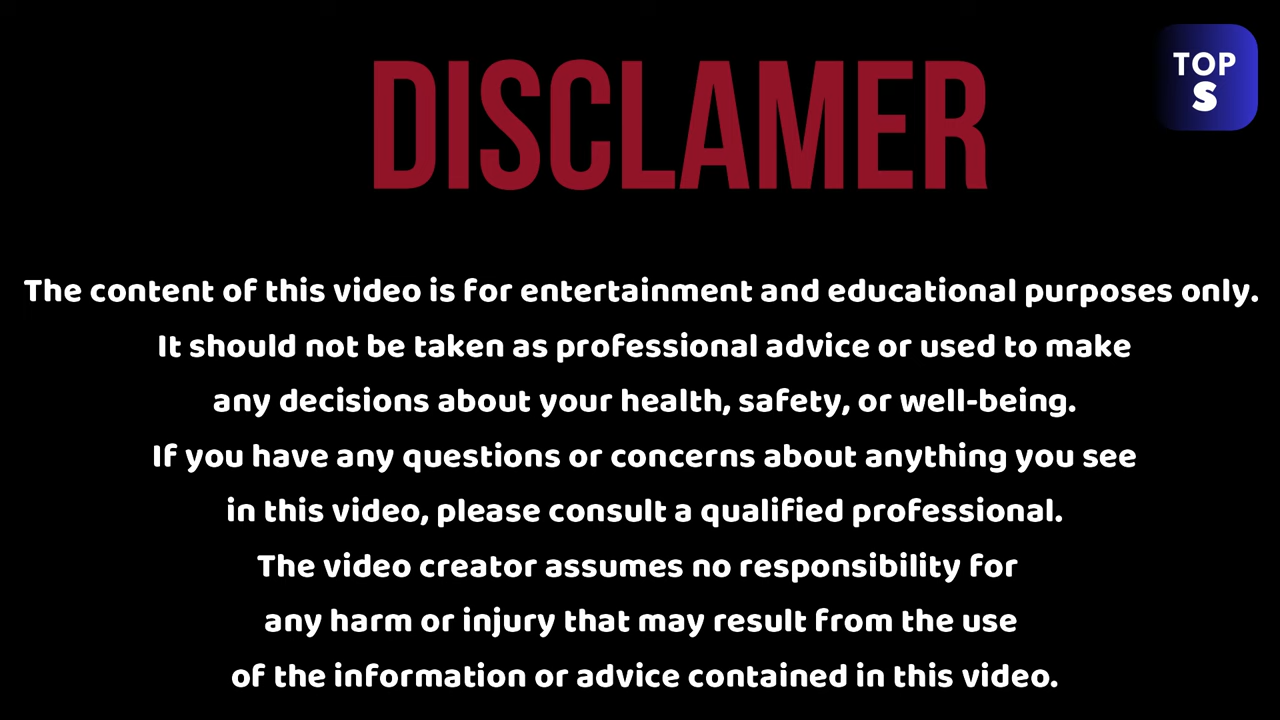 DISCLAMER
TOP
S
The content of this video is for entertainment and educational purposes only.
It should not be taken as professional advice or used to make
any decisions about your health, safety, or well-being.
If you have any questions or concerns about anything you see
in this video, please consult a qualified professional.
The video creator assumes no responsibility for
any harm or injury that may result from the use
of the information or advice contained in this video.